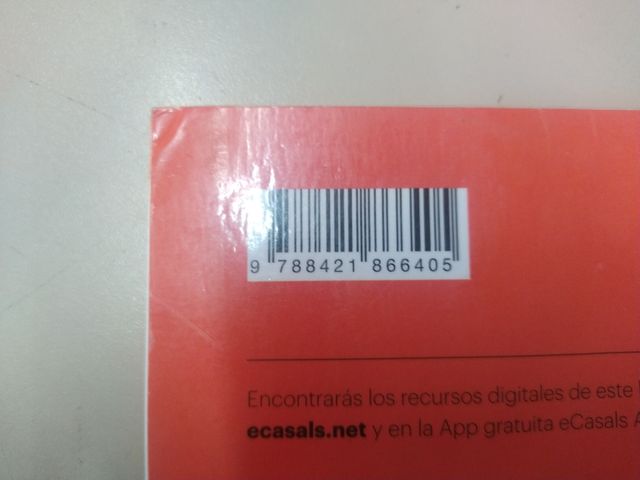 9 788421 866405
Encontrarás los recursos digitales de este
ecasals.net y en la App gratuita eCasals